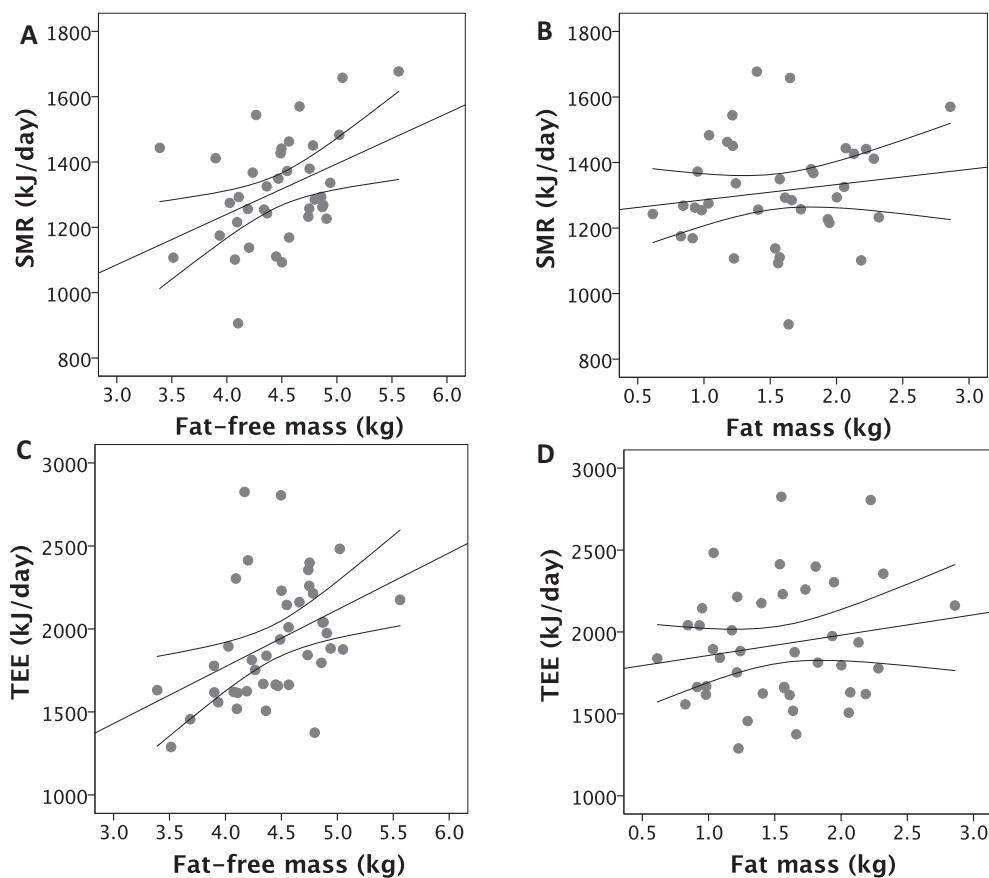 A
SMR (kJ/day)
1800
1600
1400
1200
1000
800
3.0 3.5 4.0 4.5 5.0 5.5 6.0
Fat-free mass (kg)
B
SMR (kJ/day)
1800
1600
1400
1200
1000
800
0.5 1.0 1.5 2.0 2.5 3.0
Fat mass (kg)
C
TEE (kJ/day)
3000
2500
2000
1500
1000
3.0 3.5 4.0 4.5 5.0 5.5 6.0
Fat-free mass (kg)
D
TEE (kJ/day)
3000
2500
2000
1500
1000
0.5 1.0 1.5 2.0 2.5 3.0
Fat mass (kg)